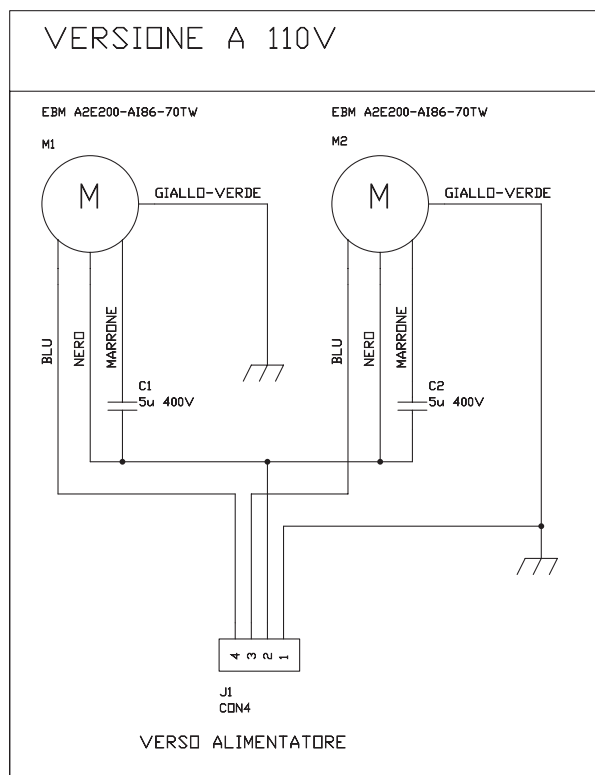 VERSIONE A 110V
EBM A2E200-AI86-70TW
EBM A2E200-AI86-70TW
M1
M2
M
M
GIALLO-VERDE
GIALLO-VERDE
BLU
NERO
MARRONE
BLU
NERO
MARRONE
C1
5u 400V
C2
5u 400V
4 3 2 1
J1
CON4
VERSO ALIMENTATORE